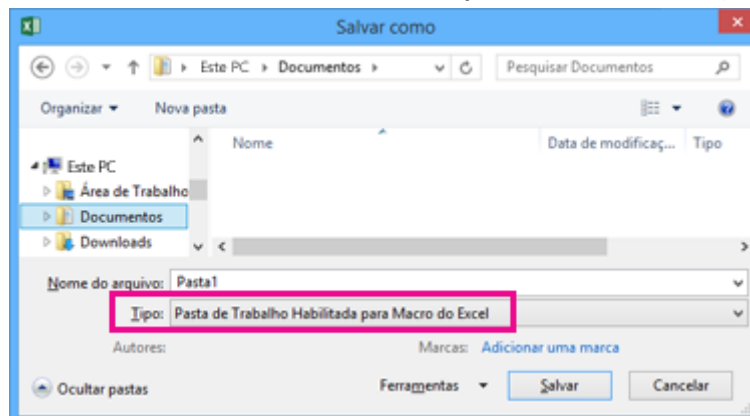 Salvar como
Este PC Documentos Pesquisar Documentos
Organizar Nova pasta
Nome Data de modificaç... Tipo
Este PC
Área de Trabalho
Documentos
Downloads
Nome do arquivo: Pasta1
Tipo: Pasta de Trabalho Habilitada para Macro do Excel
Autores: Marcas: Adicionar uma marca
Ocultar pastas Ferramentas Salvar Cancelar